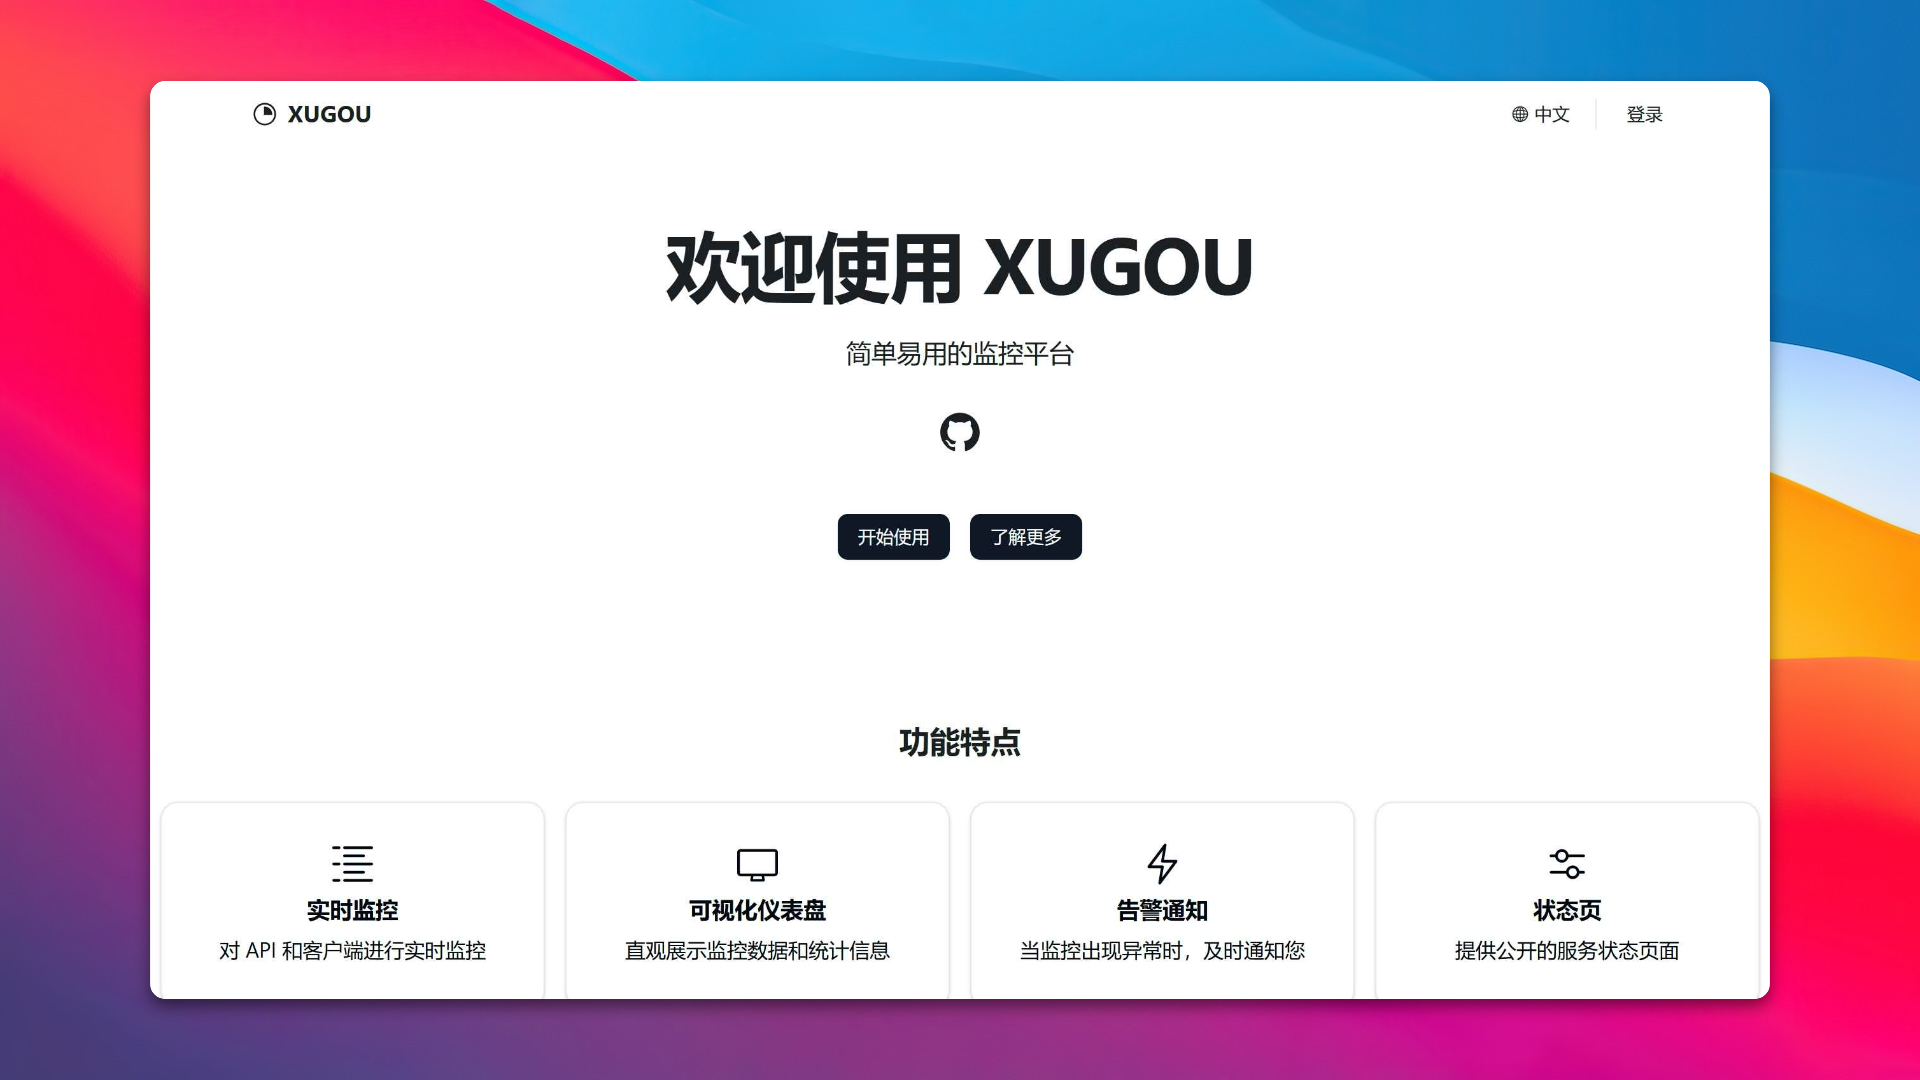 XUGOU
中文
登录
欢迎使用 XUGOU
简单易用的监控平台
开始使用
了解更多
功能特点
实时监控
对 API 和客户端进行实时监控
可视化仪表盘
直观展示监控数据和统计信息
告警通知
当监控出现异常时，及时通知您
状态页
提供公开的服务状态页面